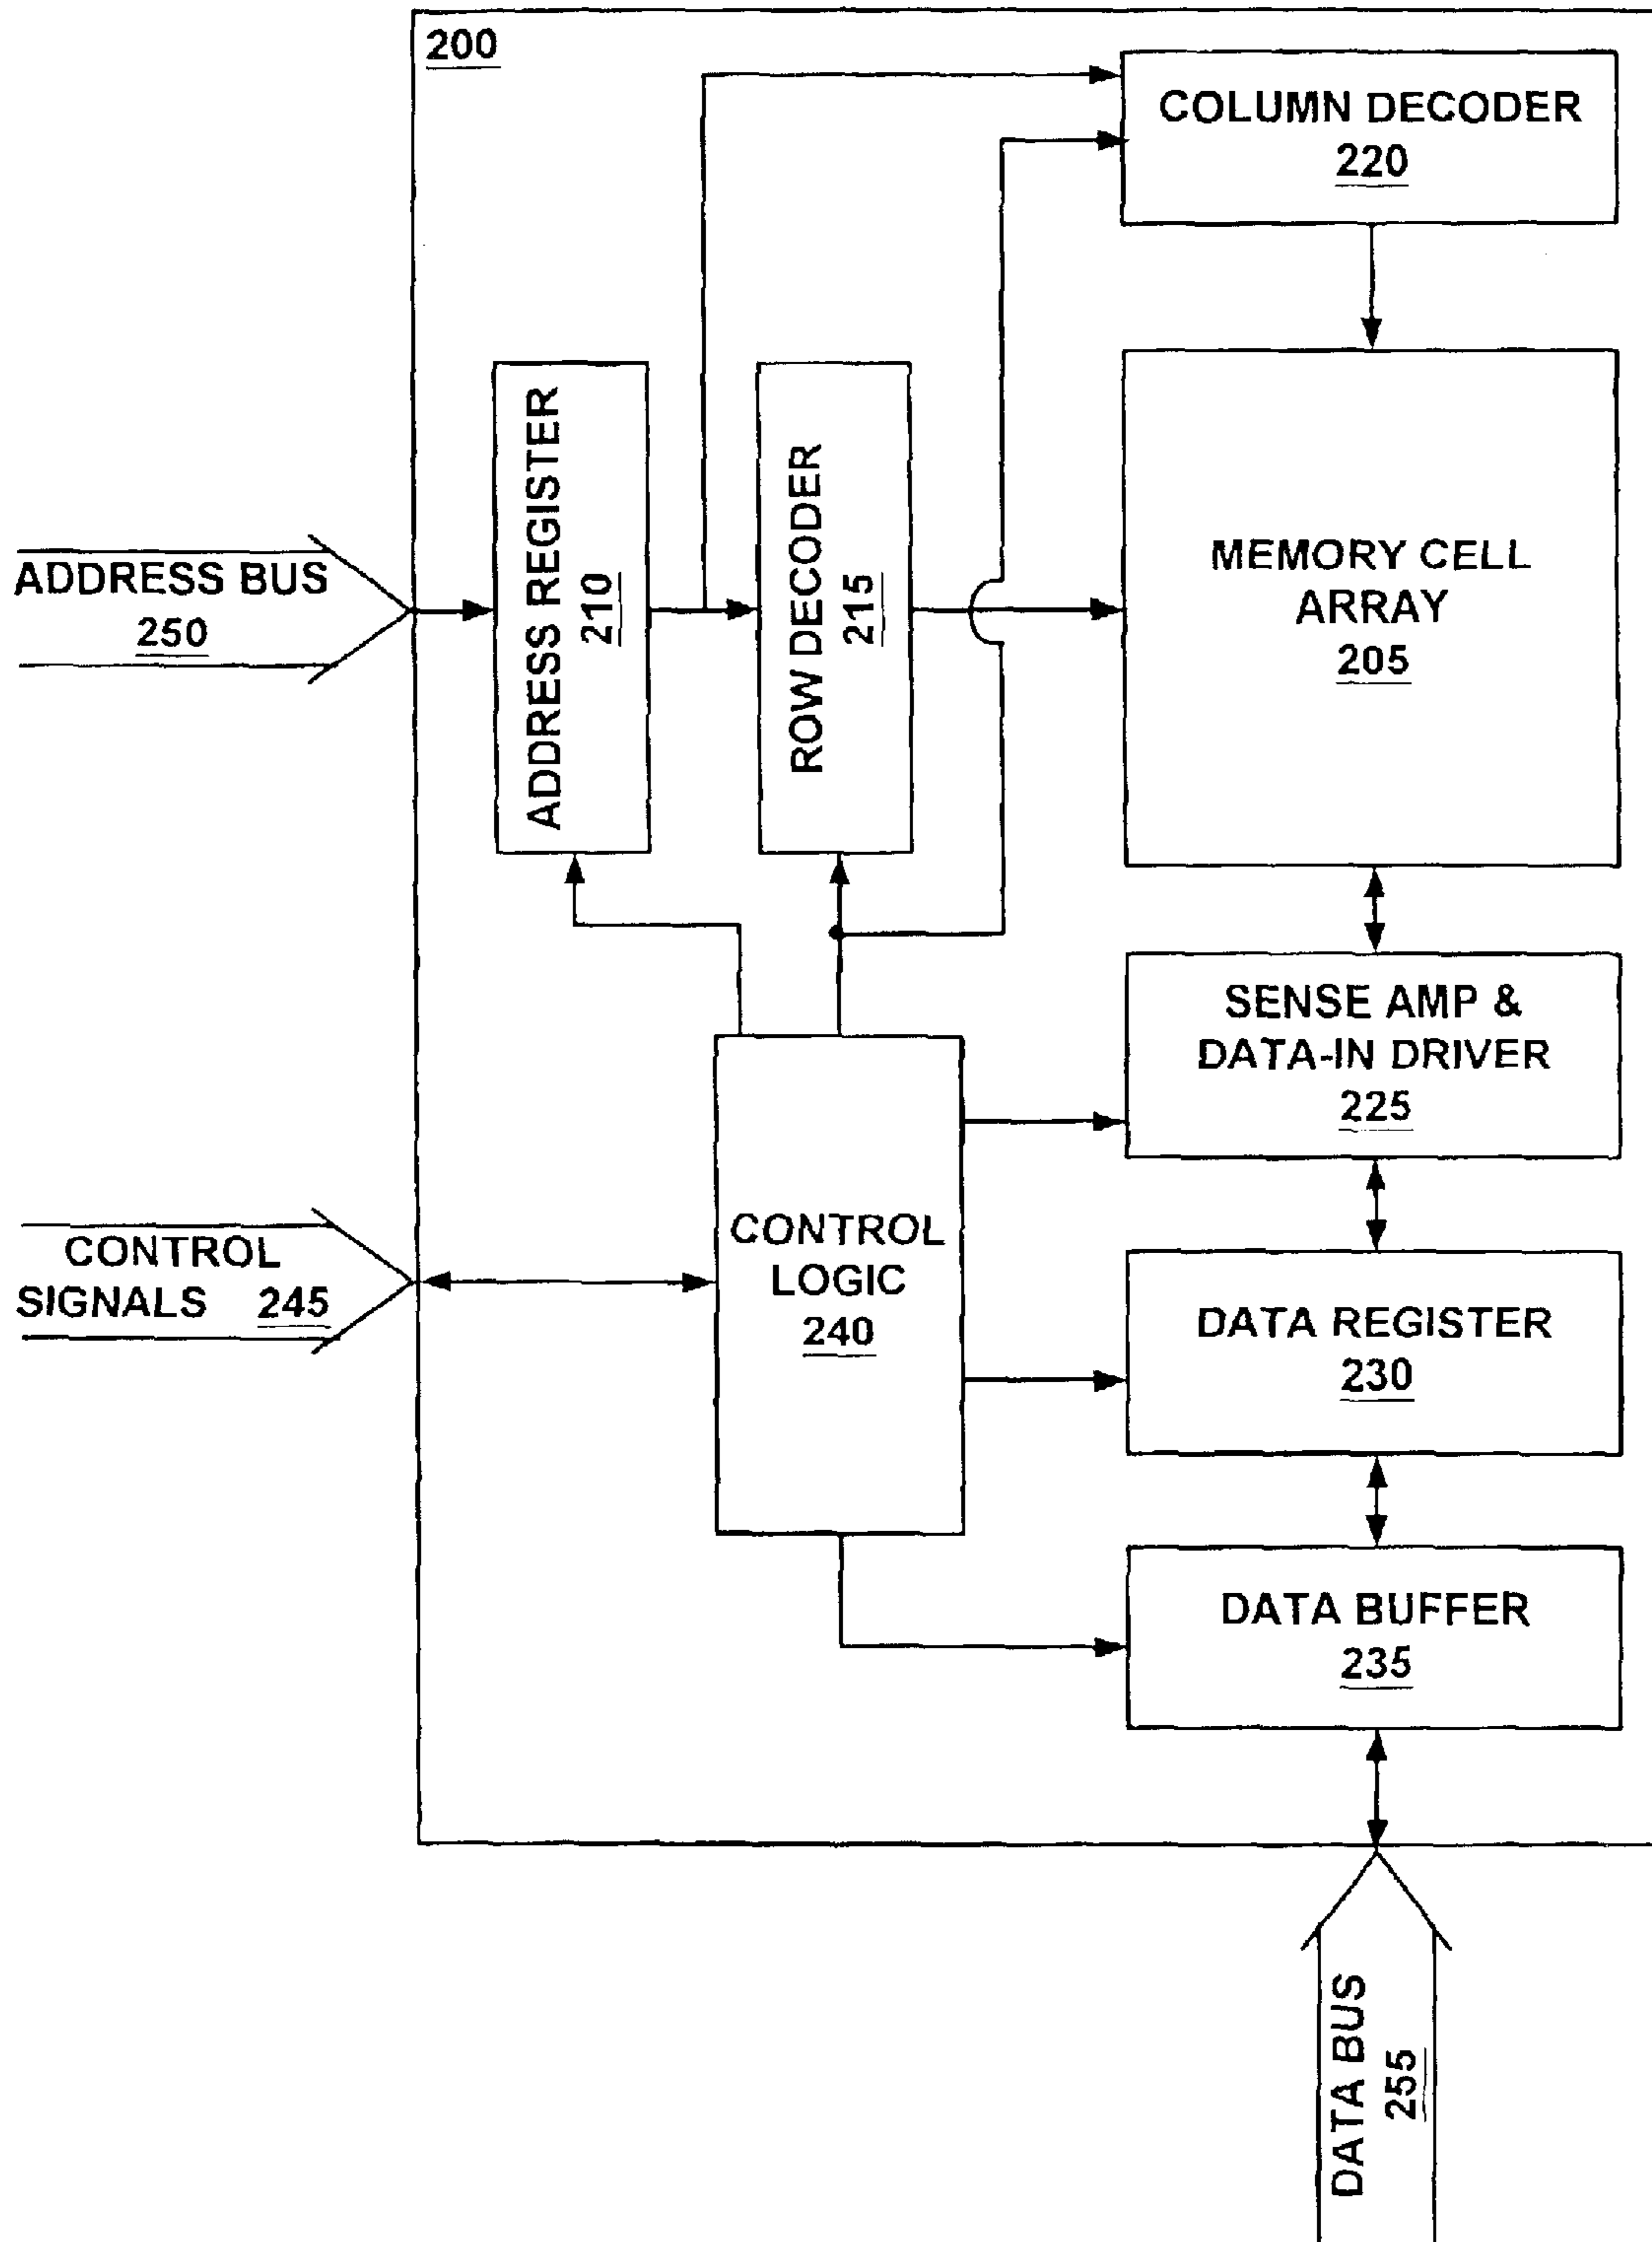 200
COLUMN DECODER
220
ADDRESS REGISTER
210
ROW DECODER
215
MEMORY CELL
ARRAY
205
ADDRESS BUS
250
SENSE AMP &
DATA-IN DRIVER
225
CONTROL
SIGNALS 245
CONTROL
LOGIC
240
DATA REGISTER
230
DATA BUFFER
235
DATA BUS
255